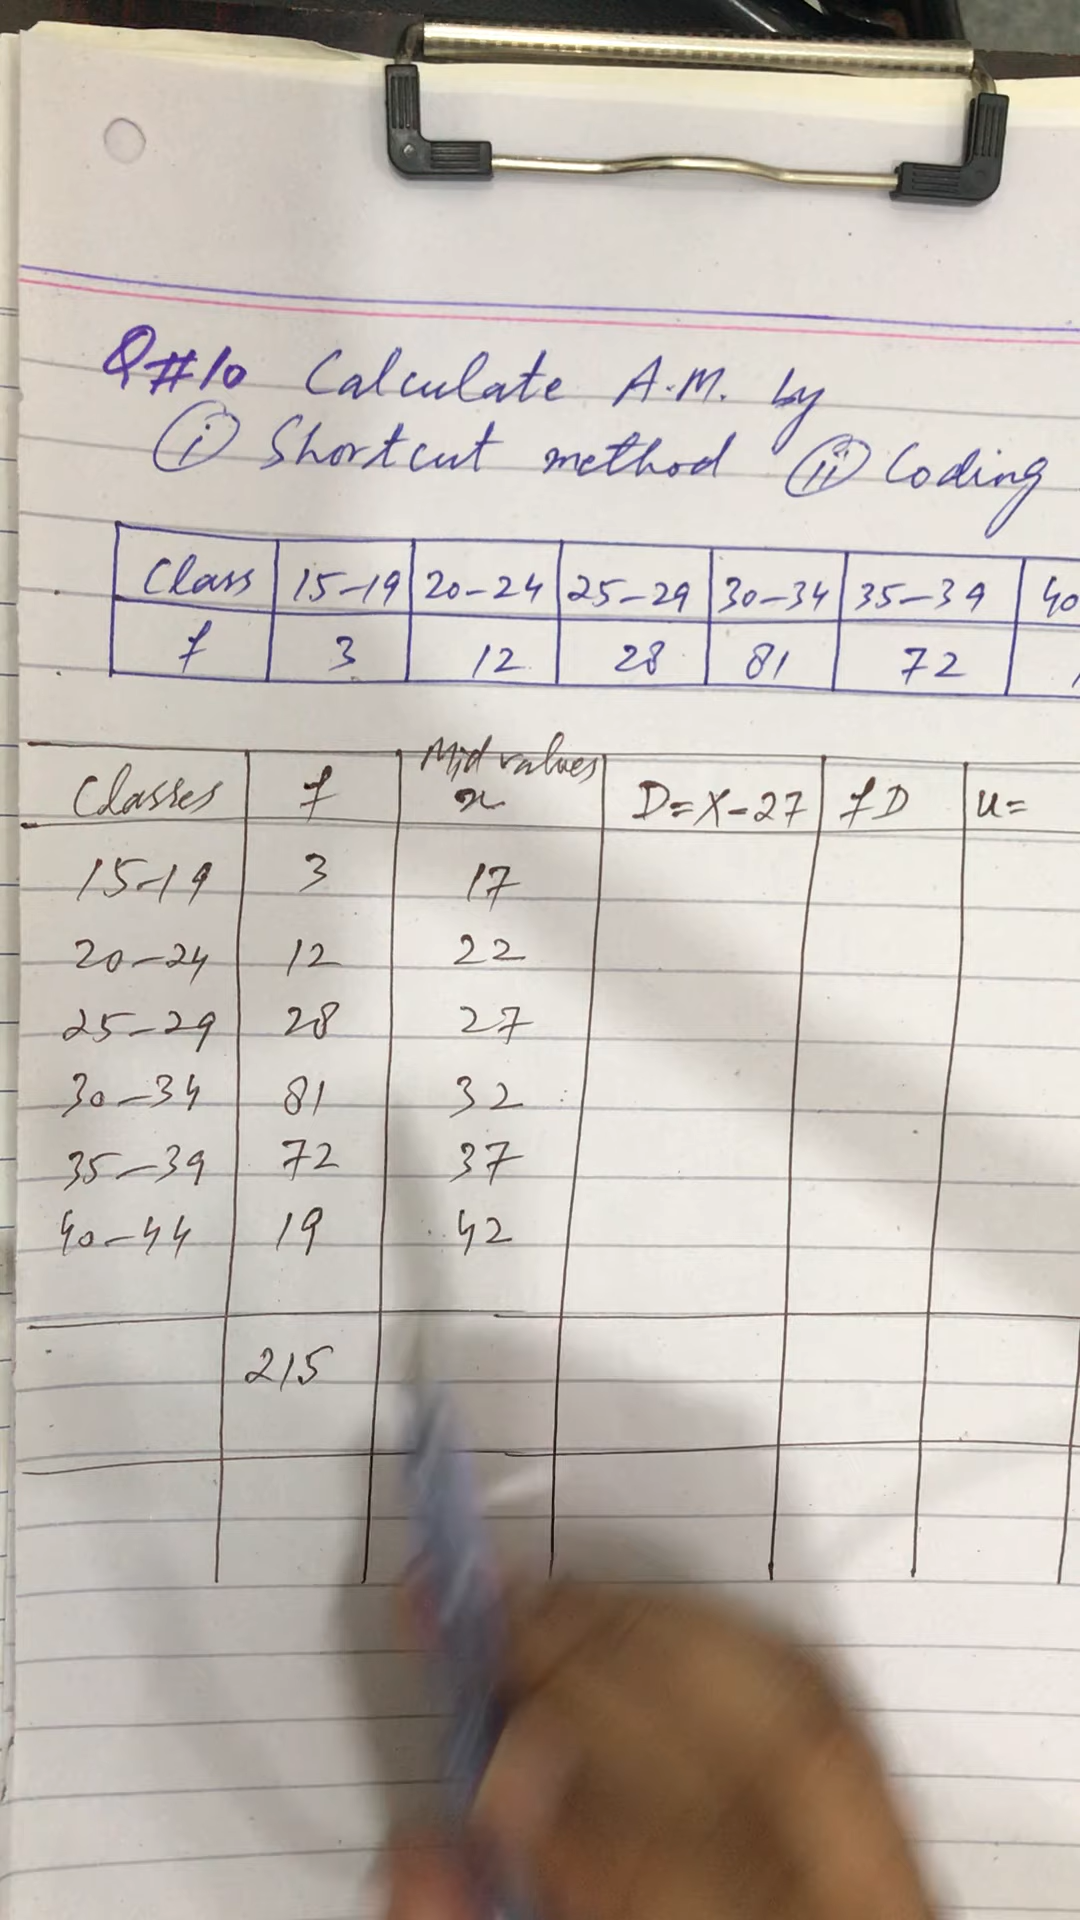 Q#10 Calculate A.M. by
(i) Shortcut method (ii) Coding
Class 15-19 20-24 25-29 30-34 35-39 40
f 3 12 28 81 72
Classes f Mid values x D=X-27 fD u=
15-19 3 17
20-24 12 22
25-29 28 27
30-34 81 32
35-39 72 37
40-44 19 42
215